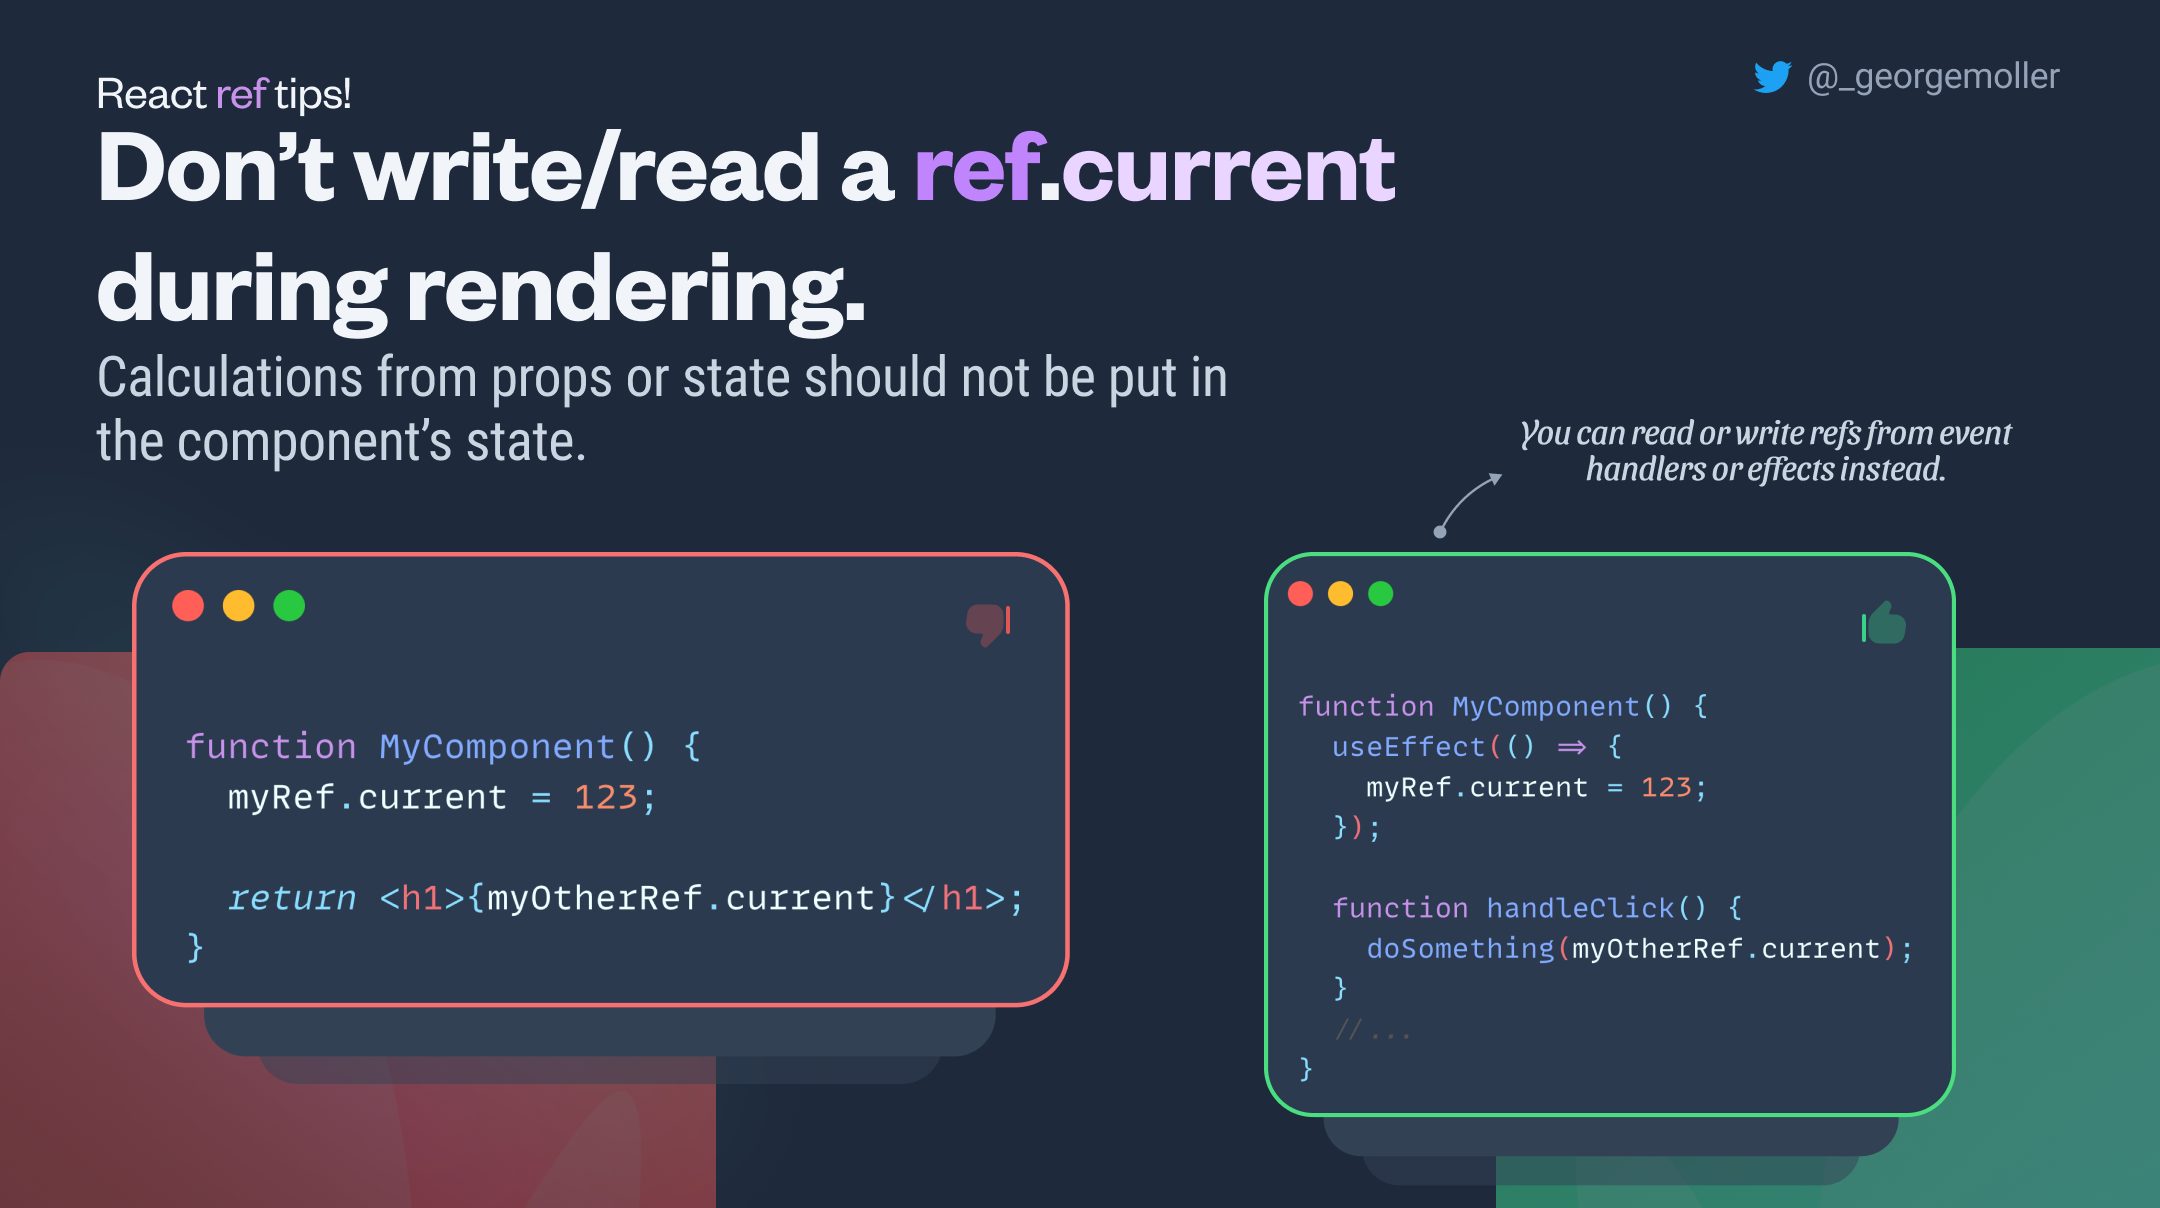 React ref tips!
@_georgemoller
Don’t write/read a ref.current
during rendering.
Calculations from props or state should not be put in
the component’s state.
You can read or write refs from event
handlers or effects instead.
function MyComponent() {
  myRef.current = 123;

  return <h1>{myOtherRef.current}</h1>;
}
function MyComponent() {
  useEffect(() => {
    myRef.current = 123;
  });

  function handleClick() {
    doSomething(myOtherRef.current);
  }
  // ...
}